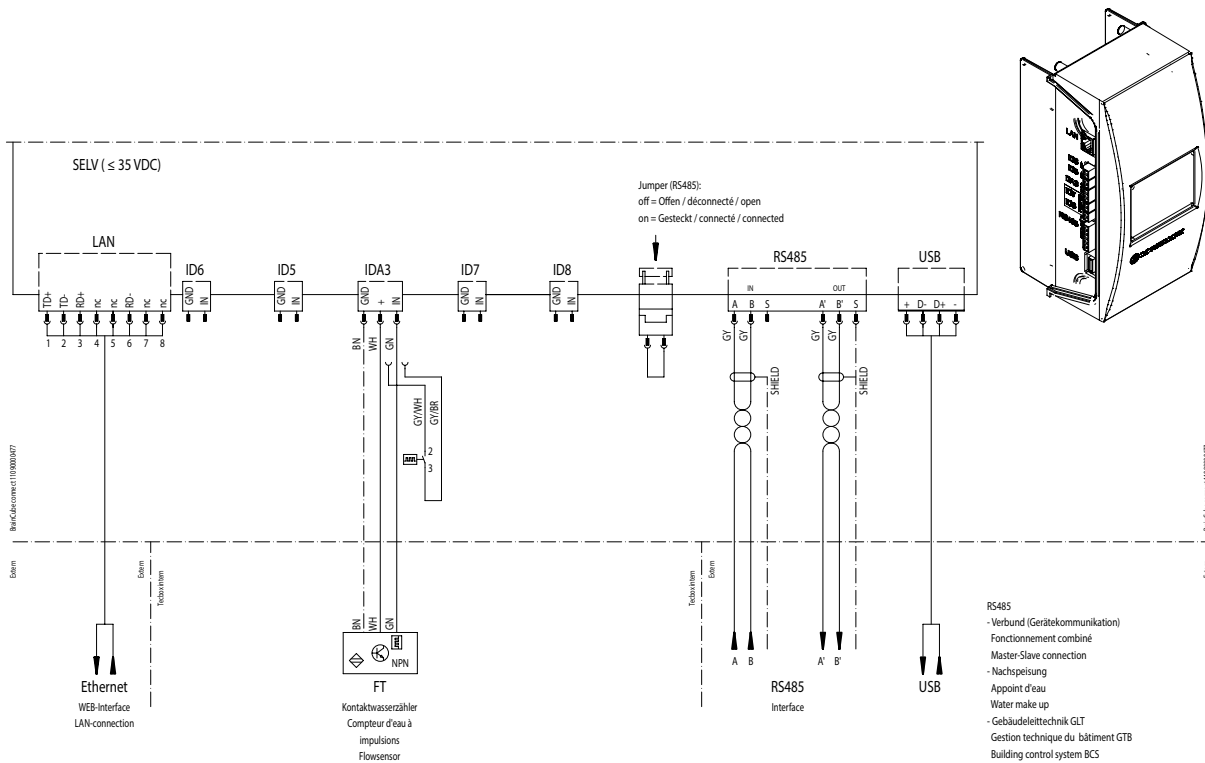 SELV ( ≤ 35 VDC)
Jumper (RS485):
off = Offen / déconnecté / open
on = Gesteckt / connecté / connected
LAN
ID6
ID5
IDA3
ID7
ID8
RS485
USB
TD+
TD-
RD+
nc
nc
RD-
nc
nc
GND
IN
GND
IN
GND
+
IN
GND
IN
GND
IN
IN
OUT
A
B
S
A'
B'
S
+
D-
D+
-
1
2
3
4
5
6
7
8
BN
WH
GN
GY
GY
GY
GY
SHIELD
SHIELD
GY/WH
GY/BR
2
3
BrainCube connect 1109000477
Extern
Extern
Tecbox intern
Tecbox intern
Extern
BN
WH
GN
NPN
A
B
A'
B'
Ethernet
WEB-Interface
LAN-connection
FT
Kontaktwasserzähler
Compteur d'eau à
impulsions
Flowsensor
RS485
Interface
USB
RS485
- Verbund (Gerätekommunikation)
Fonctionnement combiné
Master-Slave connection
- Nachspeisung
Appoint d'eau
Water make up
- Gebäudeleittechnik GLT
Gestion technique du bâtiment GTB
Building control system BCS
LAN
USB